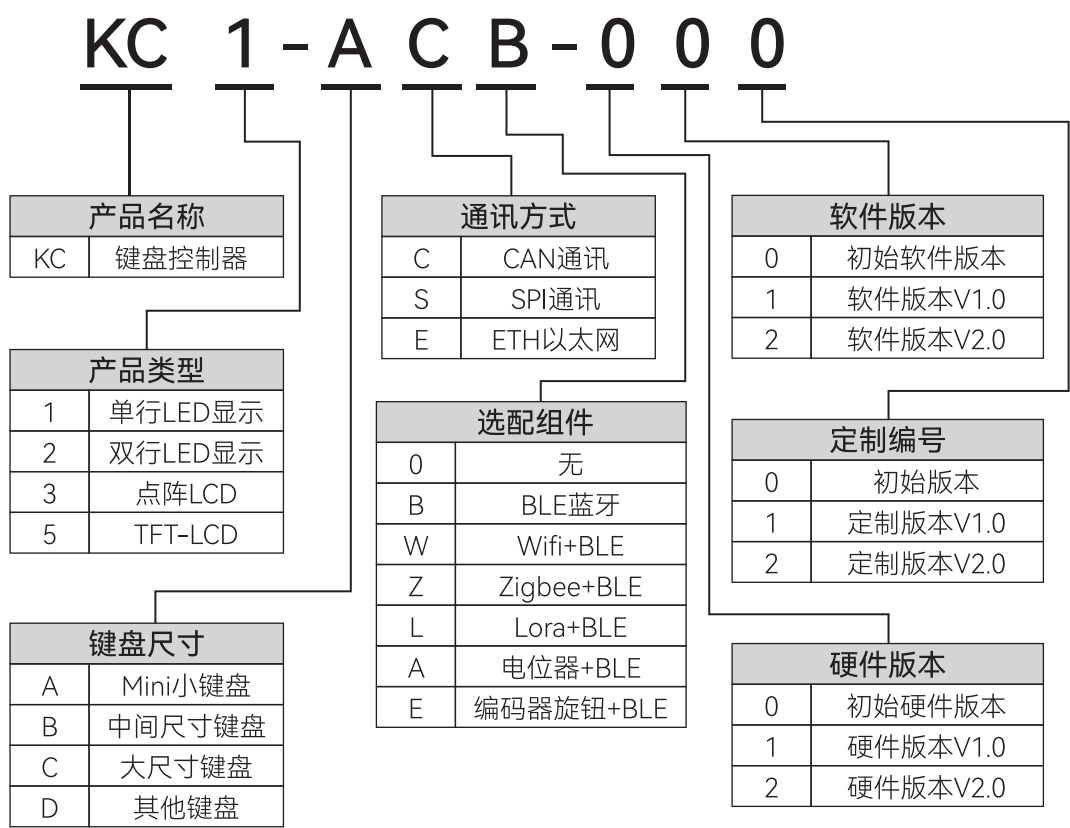 KC 1-A C B-0 0 0
产品名称
KC 键盘控制器
产品类型
1 单行LED显示
2 双行LED显示
3 点阵LCD
5 TFT-LCD
键盘尺寸
A Mini小键盘
B 中间尺寸键盘
C 大尺寸键盘
D 其他键盘
通讯方式
C CAN通讯
S SPI通讯
E ETH以太网
选配组件
0 无
B BLE蓝牙
W Wifi+BLE
Z Zigbee+BLE
L Lora+BLE
A 电位器+BLE
E 编码器旋钮+BLE
软件版本
0 初始软件版本
1 软件版本V1.0
2 软件版本V2.0
定制编号
0 初始版本
1 定制版本V1.0
2 定制版本V2.0
硬件版本
0 初始硬件版本
1 硬件版本V1.0
2 硬件版本V2.0